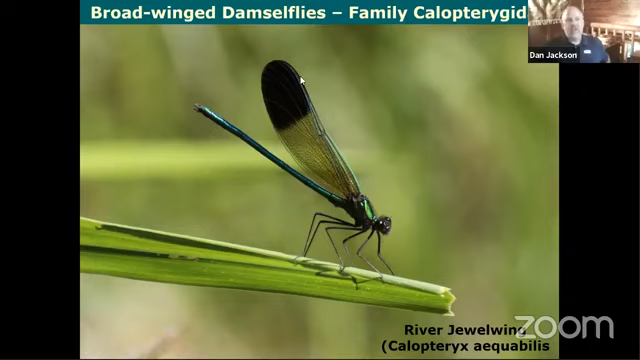 Broad-winged Damselflies – Family Calopterygid
Dan Jackson
River Jewelwing
(Calopteryx aequabilis
zoom